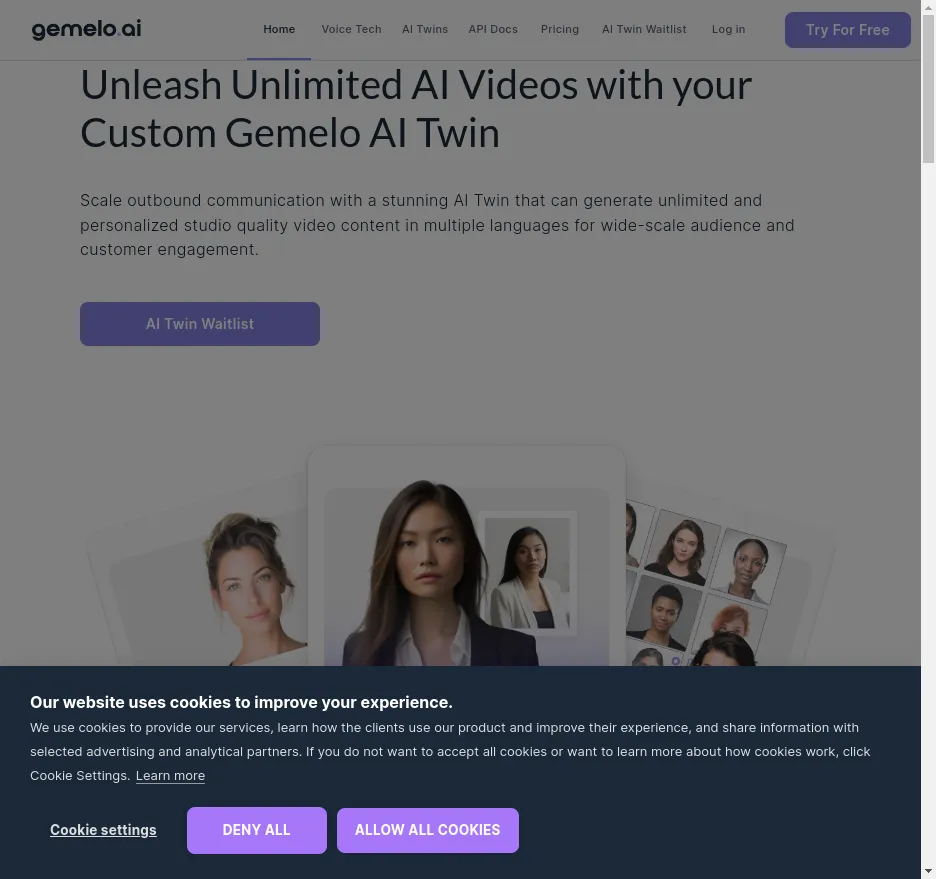 gemelo.ai
Home Voice Tech AI Twins API Docs Pricing AI Twin Waitlist Log in Try For Free
Unleash Unlimited AI Videos with your
Custom Gemelo AI Twin
Scale outbound communication with a stunning AI Twin that can generate unlimited and
personalized studio quality video content in multiple languages for wide-scale audience and
customer engagement.
AI Twin Waitlist
Our website uses cookies to improve your experience.
We use cookies to provide our services, learn how the clients use our product and improve their experience, and share information with
selected advertising and analytical partners. If you do not want to accept all cookies or want to learn more about how cookies work, click
Cookie Settings. Learn more
Cookie settings DENY ALL ALLOW ALL COOKIES